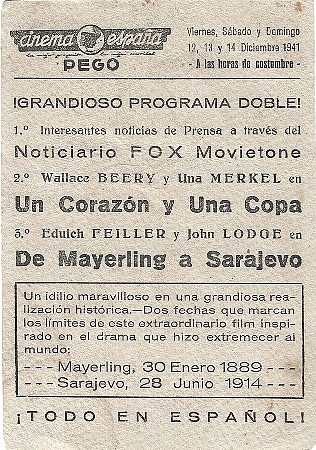 cinema españa
PEGO
Viernes, Sábado y Domingo
12, 13 y 14 Diciembre 1941
- A las horas de costumbre -
¡GRANDIOSO PROGRAMA DOBLE!
1.º Interesantes noticias de Prensa a través del
Noticiario FOX Movietone
2.º Wallace BEERY y Una MERKEL en
Un Corazón y Una Copa
3.º Eduich FEILLER y John LODGE en
De Mayerling a Sarajevo
Un idilio maravilloso en una grandiosa rea-
lización histórica.—Dos fechas que marcan
los límites de este extraordinario film inspi-
rado en el drama que hizo extremecer al
mundo:
--- Mayerling, 30 Enero 1889 ---
--- Sarajevo, 28 Junio 1914 ---
¡TODO EN ESPAÑOL!